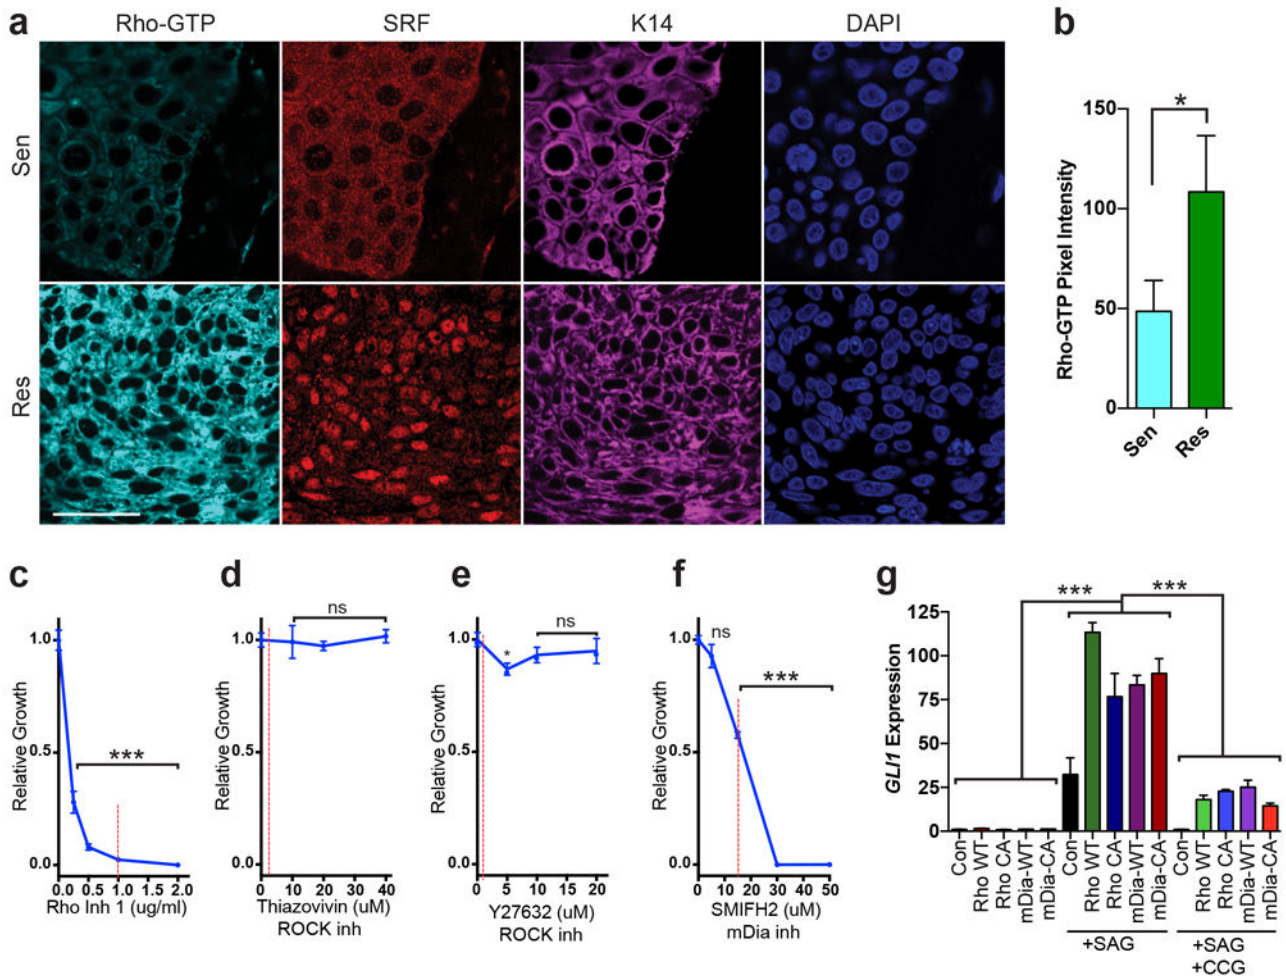 a
Rho-GTP SRF K14 DAPI
Sen
Res
b
150
100
50
0
Rho-GTP Pixel Intensity
*
Sen Res
c
1.0
0.5
0.0
Relative Growth
***
0.0 0.5 1.0 2.0
Rho Inh 1 (ug/ml)
d
1.0
0.5
0.0
Relative Growth
ns
0 10 20 40
Thiazovivin (uM)
ROCK inh
e
1.0
0.5
0.0
Relative Growth
*
ns
0 5 10 20
Y27632 (uM)
ROCK inh
f
1.0
0.5
0.0
Relative Growth
ns
***
0 15 30 50
SMIFH2 (uM)
mDia inh
g
*** ***
125
100
75
50
25
0
GLI1 Expression
Con Rho WT Rho CA mDia-WT mDia-CA Con Rho WT Rho CA mDia-WT mDia-CA Con Rho WT Rho CA mDia-WT mDia-CA
+SAG +SAG
+CCG